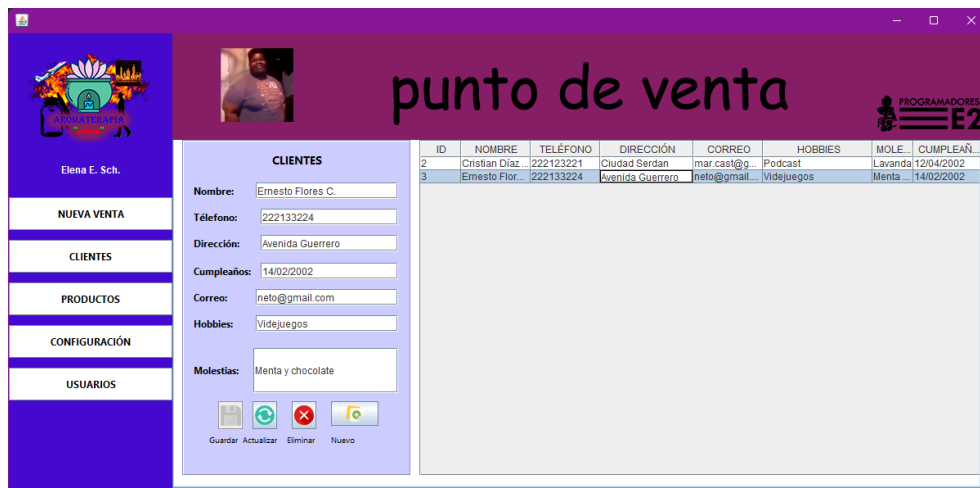 AROMATERAPIA
Elena E. Sch.
NUEVA VENTA
CLIENTES
PRODUCTOS
CONFIGURACIÓN
USUARIOS
punto de venta
PROGRAMADORES
E2
CLIENTES
Nombre: Ernesto Flores C.
Télefono: 222133224
Dirección: Avenida Guerrero
Cumpleaños: 14/02/2002
Correo: neto@gmail.com
Hobbies: Videjuegos
Molestias: Menta y chocolate
Guardar Actualizar Eliminar Nuevo
ID NOMBRE TELÉFONO DIRECCIÓN CORREO HOBBIES MOLE... CUMPLEAÑ...
2 Cristian Díaz ... 222123221 Ciudad Serdan mar.cast@g... Podcast Lavanda 12/04/2002
3 Ernesto Flor... 222133224 Avenida Guerrero neto@gmail.... Videjuegos Menta ... 14/02/2002